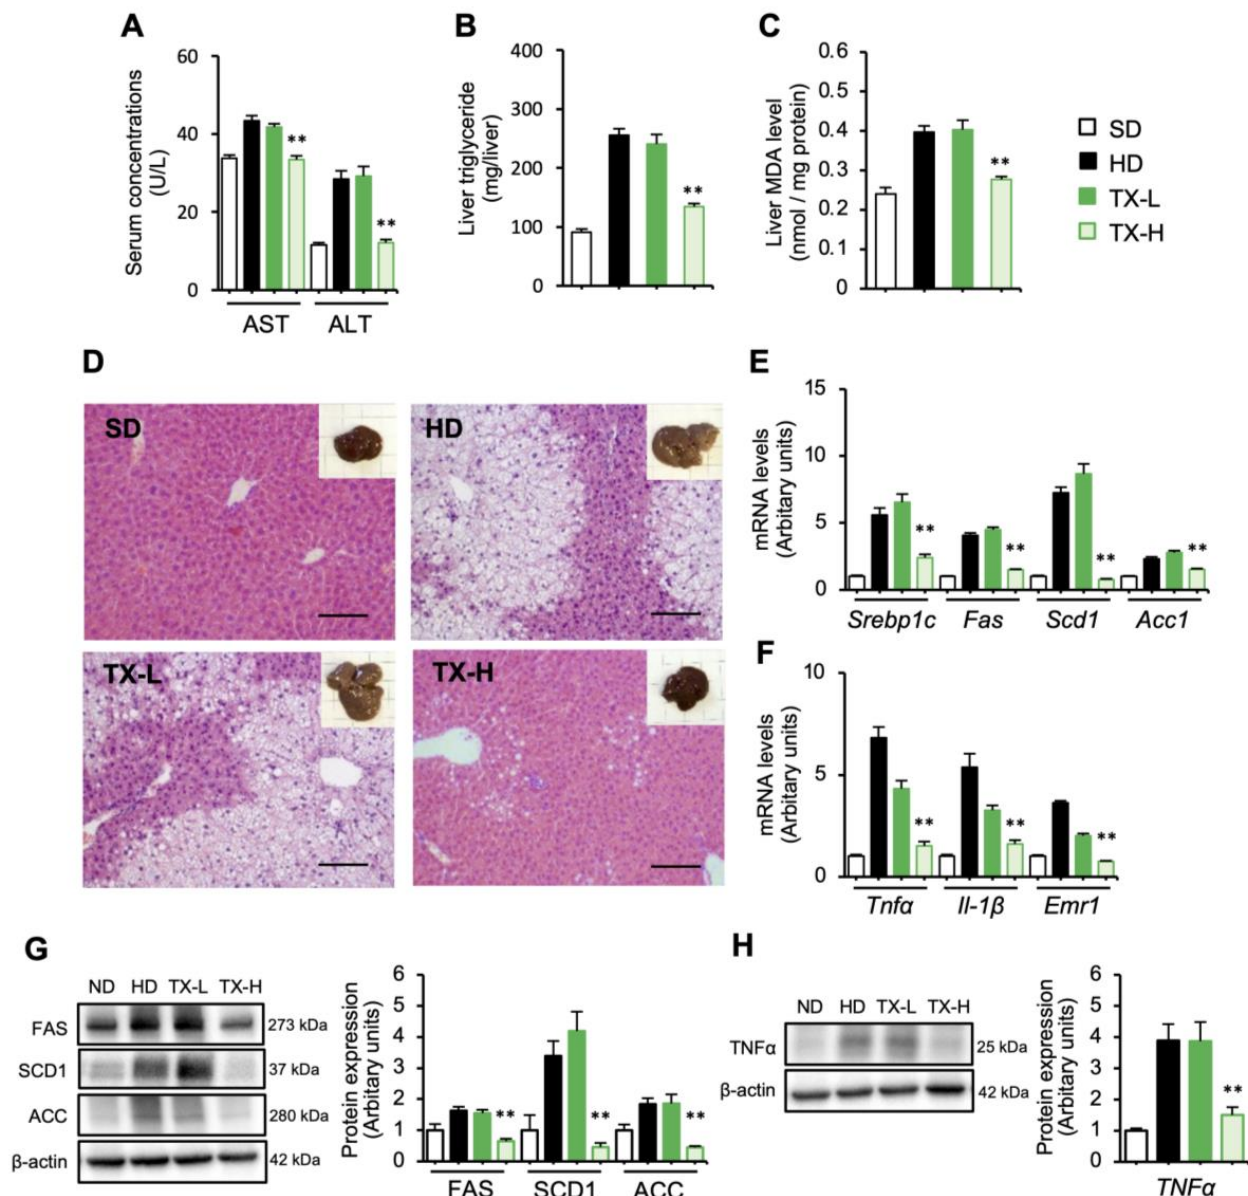 A
Serum concentrations
(U/L)
60
40
20
0
**
**
AST
ALT
B
Liver triglyceride
(mg/liver)
400
300
200
100
0
**
C
Liver MDA level
(nmol / mg protein)
0.6
0.5
0.4
0.3
0.2
0.1
0
**
SD
HD
TX-L
TX-H
D
SD
HD
TX-L
TX-H
E
mRNA levels
(Arbitary units)
15
10
5
0
**
**
**
**
Srebp1c Fas Scd1 Acc1
F
mRNA levels
(Arbitary units)
10
5
0
**
**
**
Tnfα Il-1β Emr1
G
ND HD TX-L TX-H
FAS 273 kDa
SCD1 37 kDa
ACC 280 kDa
β-actin 42 kDa
Protein expression
(Arbitary units)
6
5
4
3
2
1
0
**
**
**
FAS SCD1 ACC
H
ND HD TX-L TX-H
TNFα 25 kDa
β-actin 42 kDa
Protein expression
(Arbitary units)
6
5
4
3
2
1
0
**
TNFα